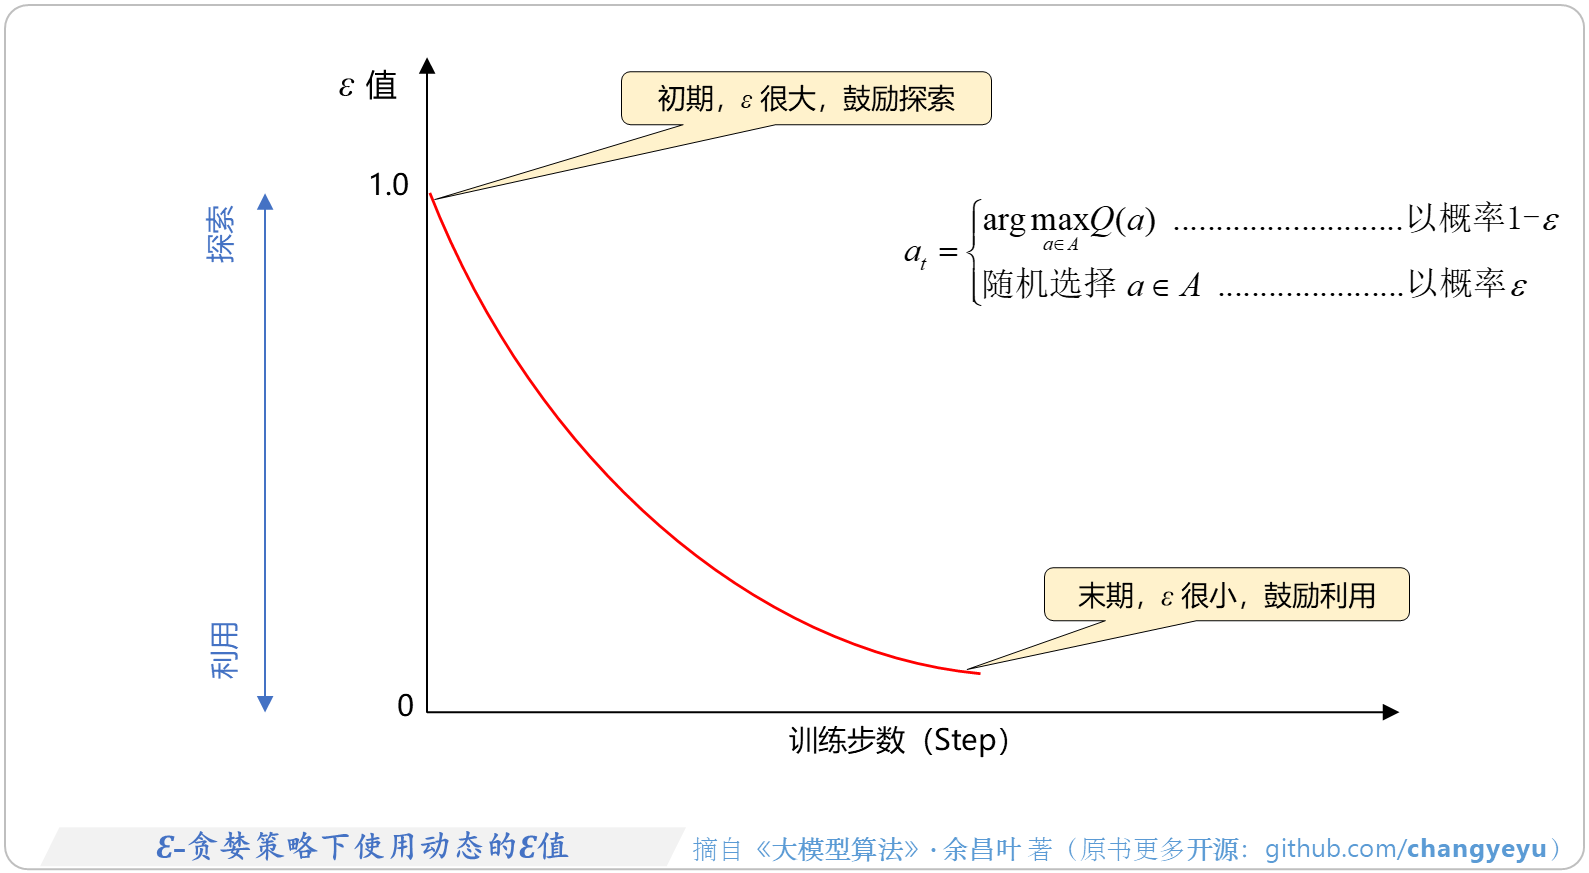 ε 值
初期，ε 很大，鼓励探索
1.0
探索
利用
a_t = { arg max_{a∈A} Q(a) ..........................以概率1-ε
随机选择 a ∈ A .....................以概率ε
末期，ε 很小，鼓励利用
0
训练步数（Step）
ε-贪婪策略下使用动态的ε值
摘自《大模型算法》· 余昌叶 著（原书更多开源：github.com/changyeyu）